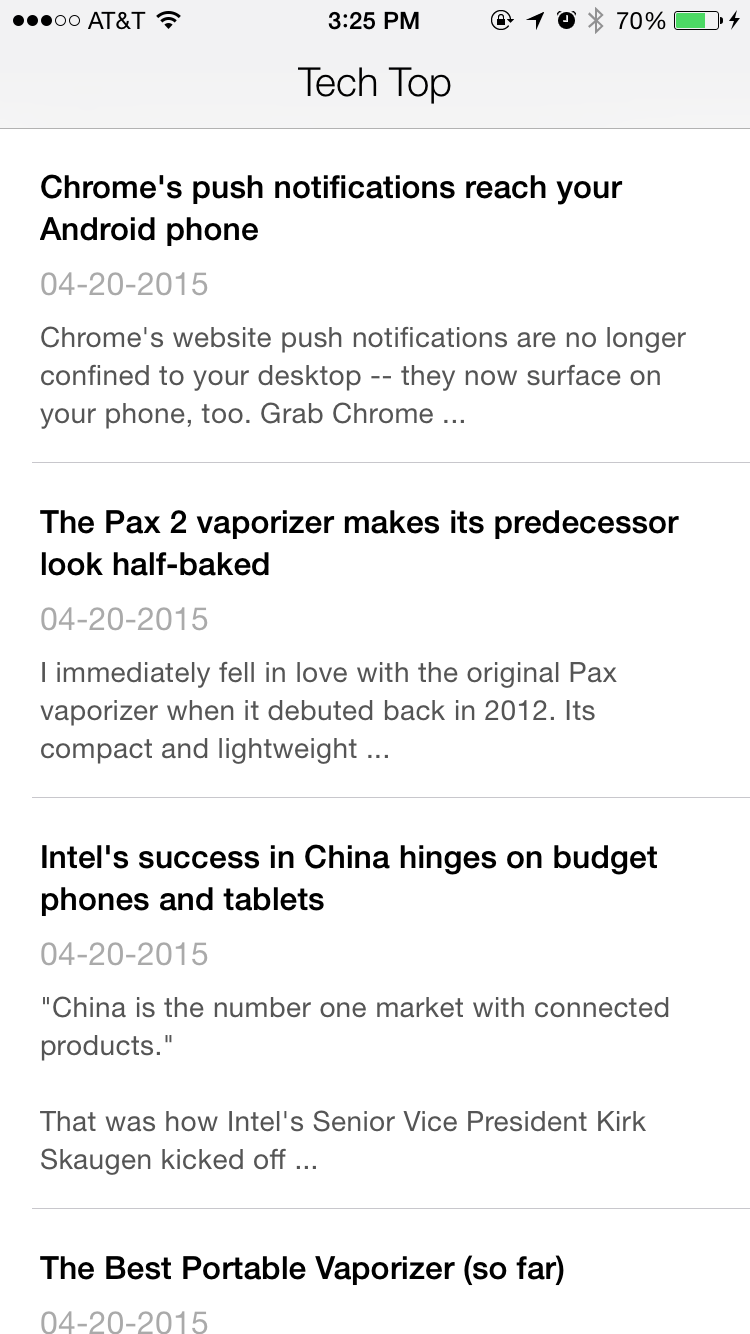 AT&T 3:25 PM 70%
Tech Top
Chrome's push notifications reach your
Android phone
04-20-2015
Chrome's website push notifications are no longer
confined to your desktop -- they now surface on
your phone, too. Grab Chrome ...
The Pax 2 vaporizer makes its predecessor
look half-baked
04-20-2015
I immediately fell in love with the original Pax
vaporizer when it debuted back in 2012. Its
compact and lightweight ...
Intel's success in China hinges on budget
phones and tablets
04-20-2015
"China is the number one market with connected
products."
That was how Intel's Senior Vice President Kirk
Skaugen kicked off ...
The Best Portable Vaporizer (so far)
04-20-2015